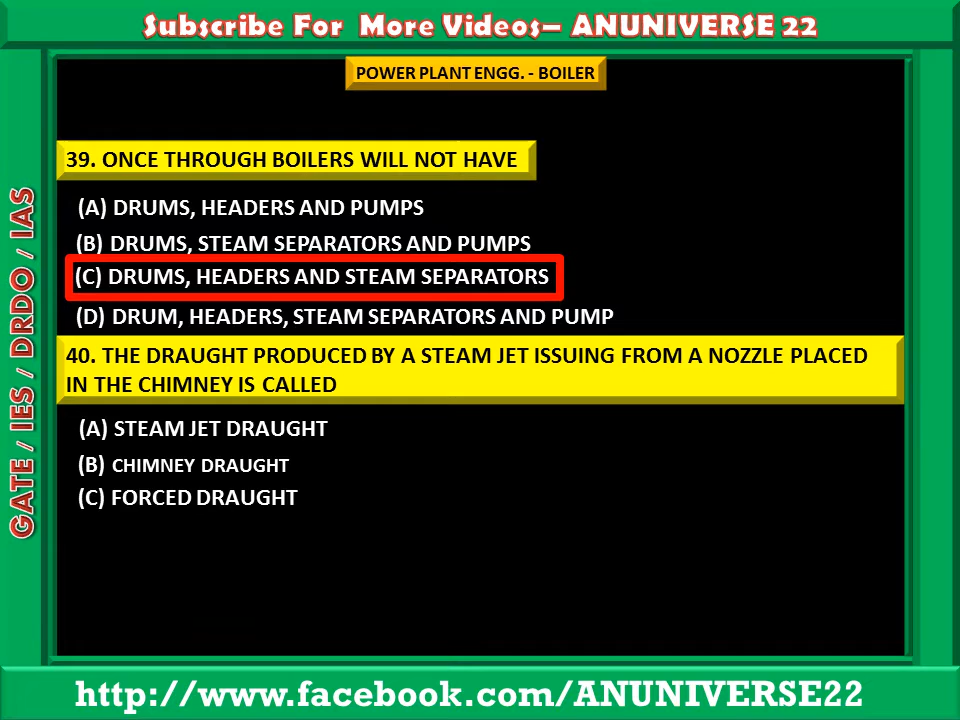 Subscribe For More Videos– ANUNIVERSE 22
POWER PLANT ENGG. - BOILER
39. ONCE THROUGH BOILERS WILL NOT HAVE
(A) DRUMS, HEADERS AND PUMPS
(B) DRUMS, STEAM SEPARATORS AND PUMPS
(C) DRUMS, HEADERS AND STEAM SEPARATORS
(D) DRUM, HEADERS, STEAM SEPARATORS AND PUMP
40. THE DRAUGHT PRODUCED BY A STEAM JET ISSUING FROM A NOZZLE PLACED
IN THE CHIMNEY IS CALLED
(A) STEAM JET DRAUGHT
(B) CHIMNEY DRAUGHT
(C) FORCED DRAUGHT
GATE / IES / DRDO / IAS
http://www.facebook.com/ANUNIVERSE22